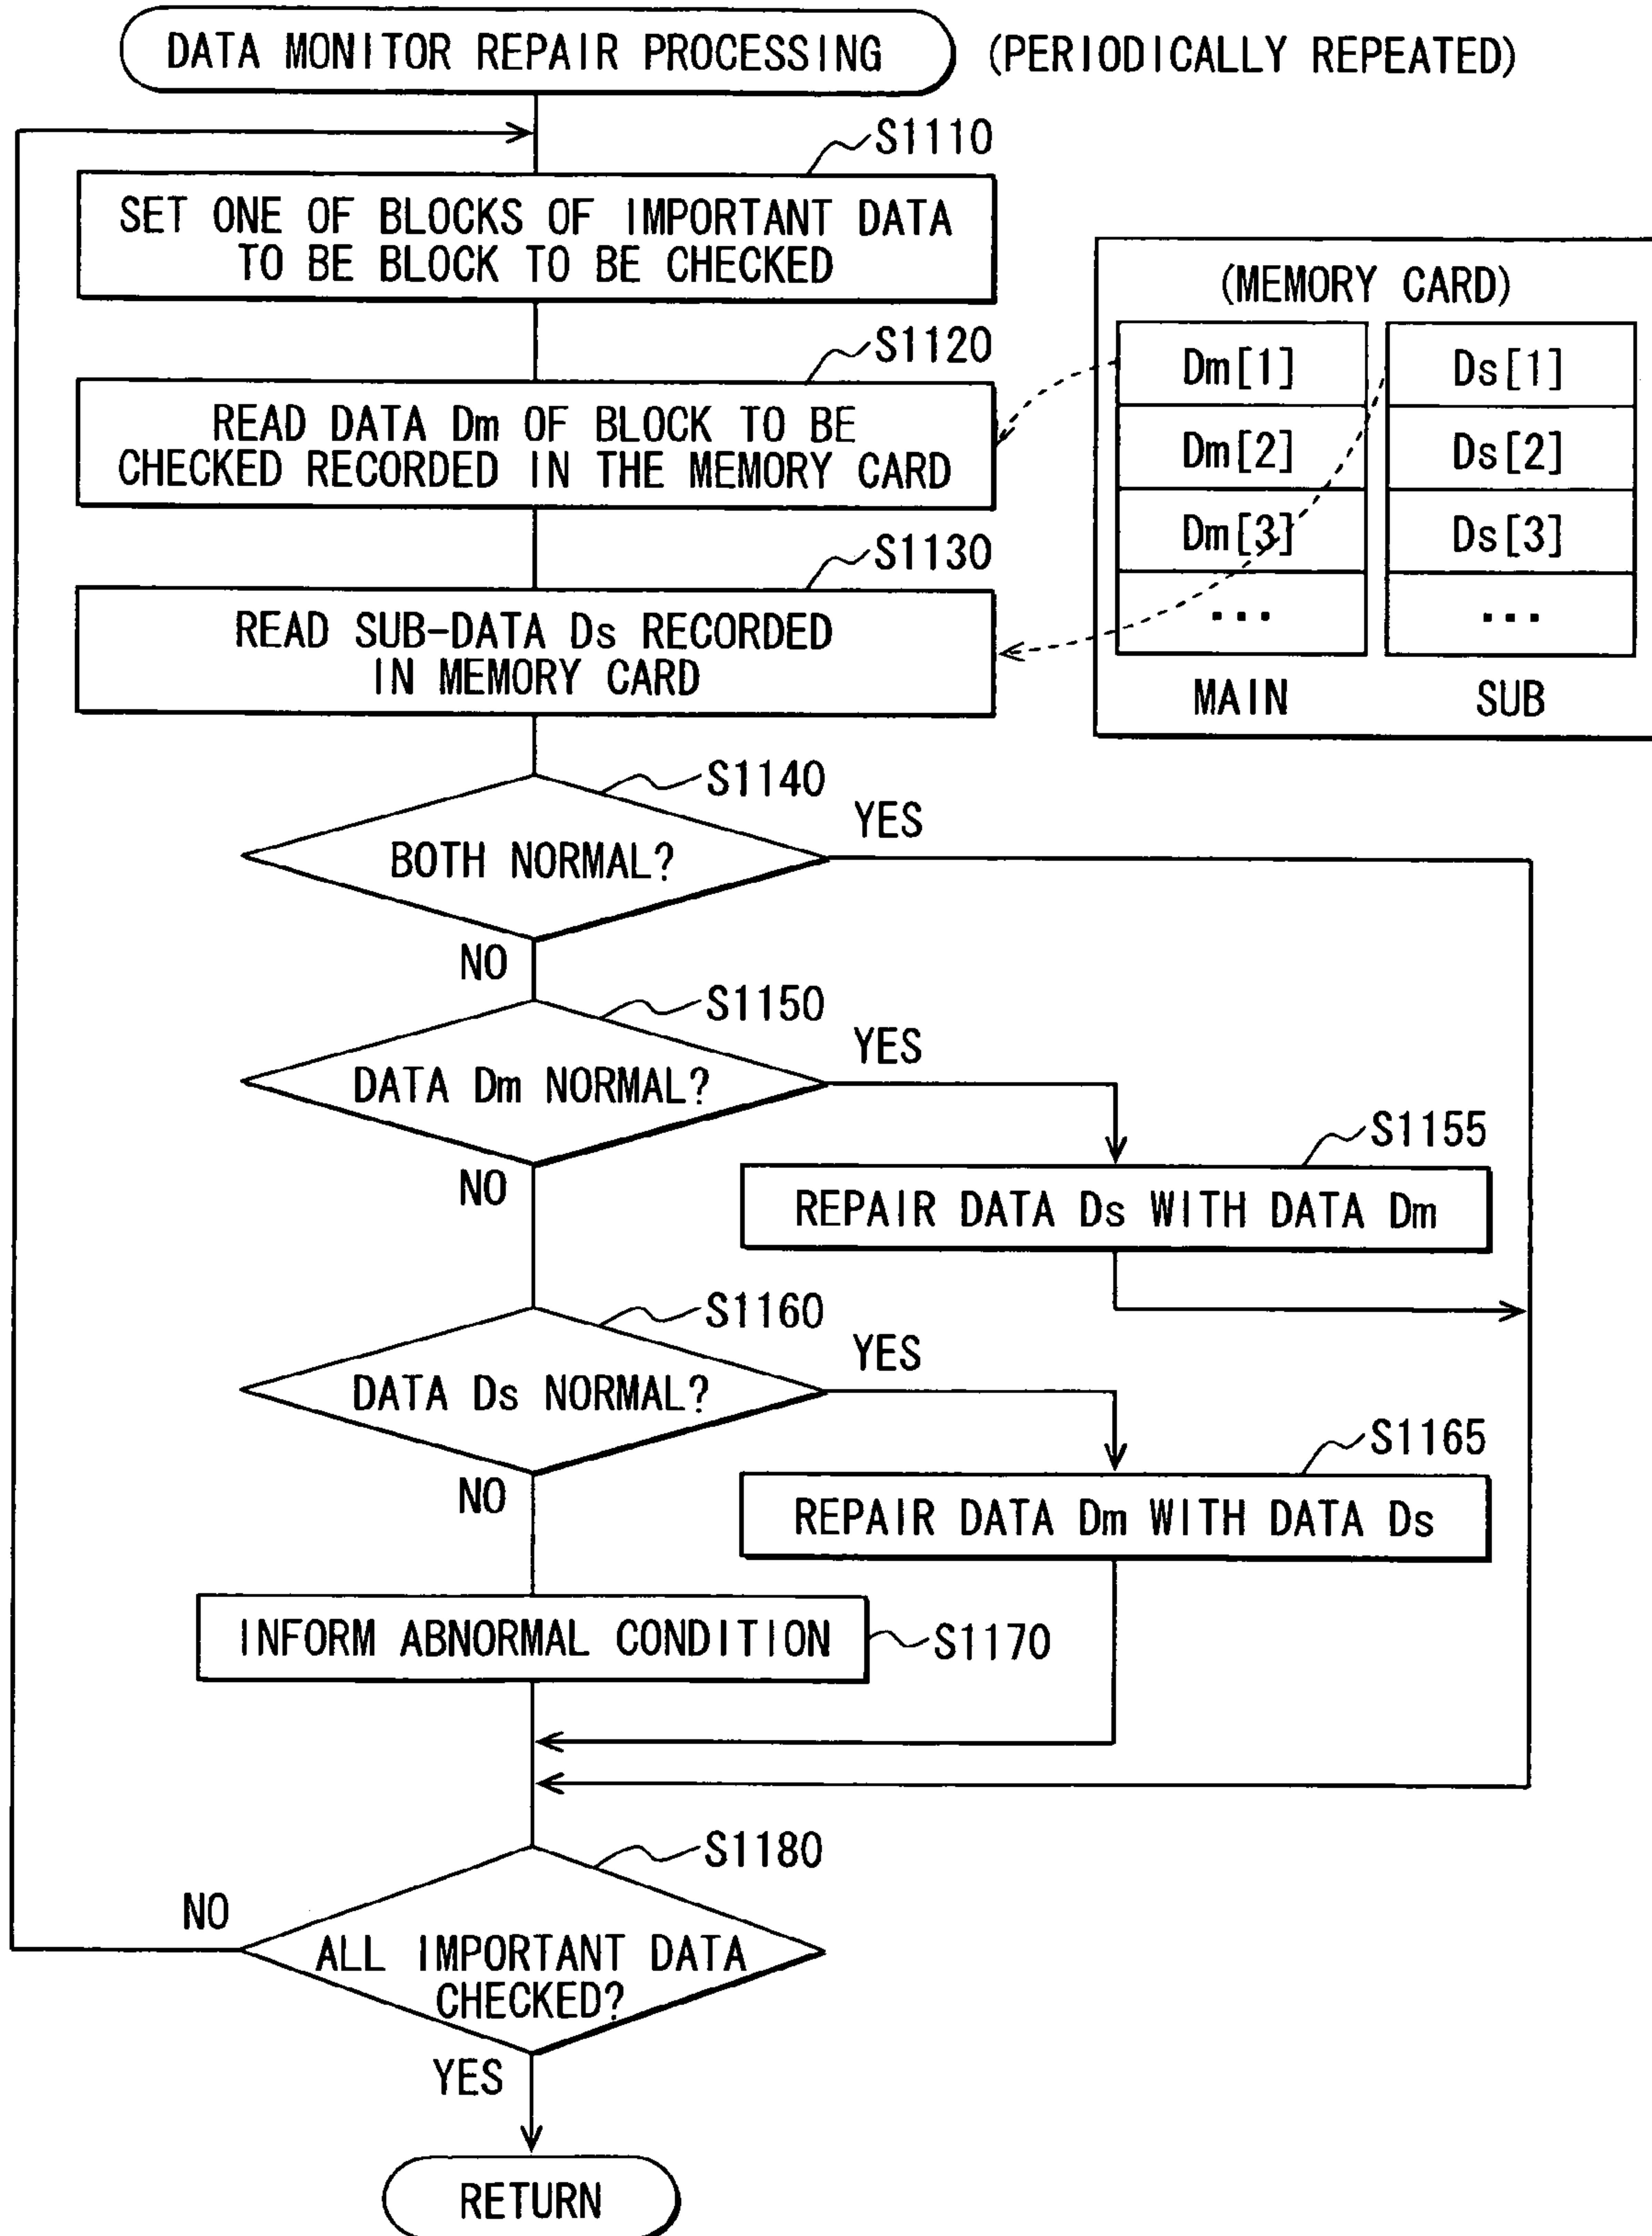 DATA MONITOR REPAIR PROCESSING (PERIODICALLY REPEATED)
S1110
SET ONE OF BLOCKS OF IMPORTANT DATA
TO BE BLOCK TO BE CHECKED
S1120
READ DATA Dm OF BLOCK TO BE
CHECKED RECORDED IN THE MEMORY CARD
S1130
READ SUB-DATA Ds RECORDED
IN MEMORY CARD
(MEMORY CARD)
Dm[1] Ds[1]
Dm[2] Ds[2]
Dm[3] Ds[3]
... ...
MAIN SUB
S1140
BOTH NORMAL?
YES
NO
S1150
DATA Dm NORMAL?
YES
NO
S1155
REPAIR DATA Ds WITH DATA Dm
S1160
DATA Ds NORMAL?
YES
NO
S1165
REPAIR DATA Dm WITH DATA Ds
INFORM ABNORMAL CONDITION
S1170
S1180
NO
ALL IMPORTANT DATA
CHECKED?
YES
RETURN